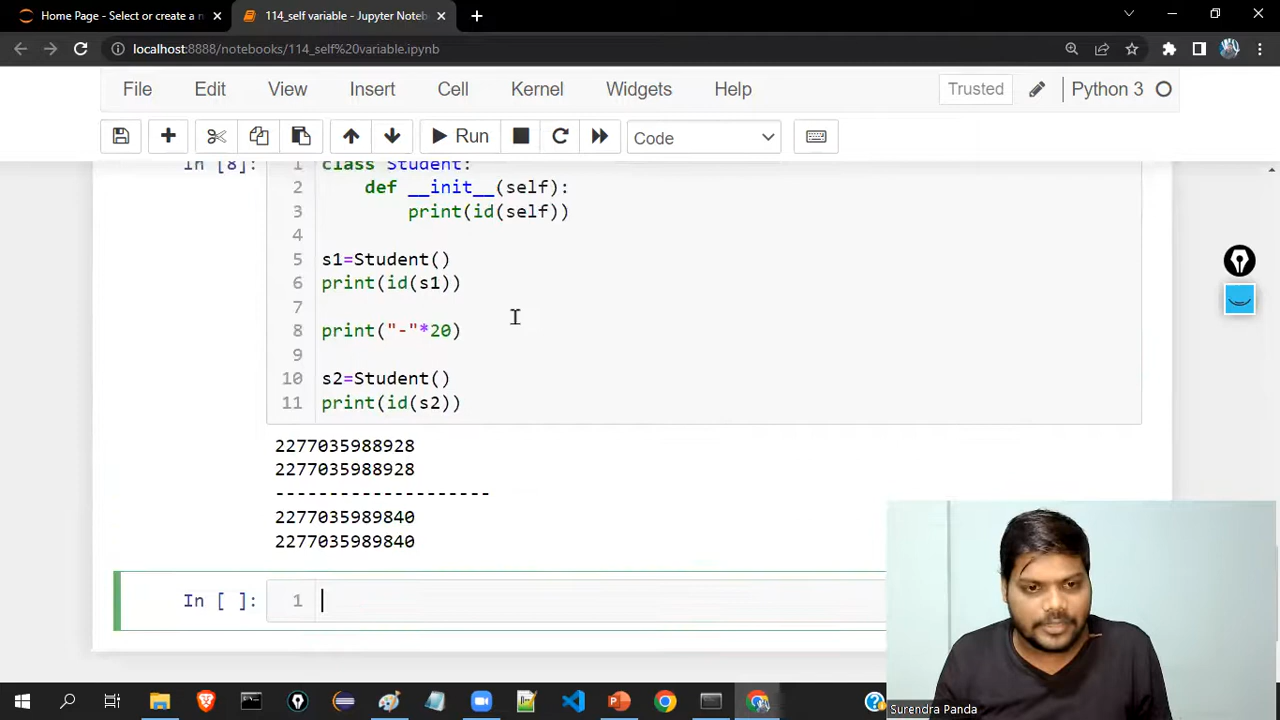 Home Page - Select or create a n
114_self variable - Jupyter Noteb
localhost:8888/notebooks/114_self%20variable.ipynb
File Edit View Insert Cell Kernel Widgets Help Trusted Python 3
Run Code
In [8]:
1 class Student:
2 def __init__(self):
3 print(id(self))
4
5 s1=Student()
6 print(id(s1))
7
8 print("-"*20)
9
10 s2=Student()
11 print(id(s2))
2277035988928
2277035988928
--------------------
2277035989840
2277035989840
In [ ]: 1
Surendra Panda